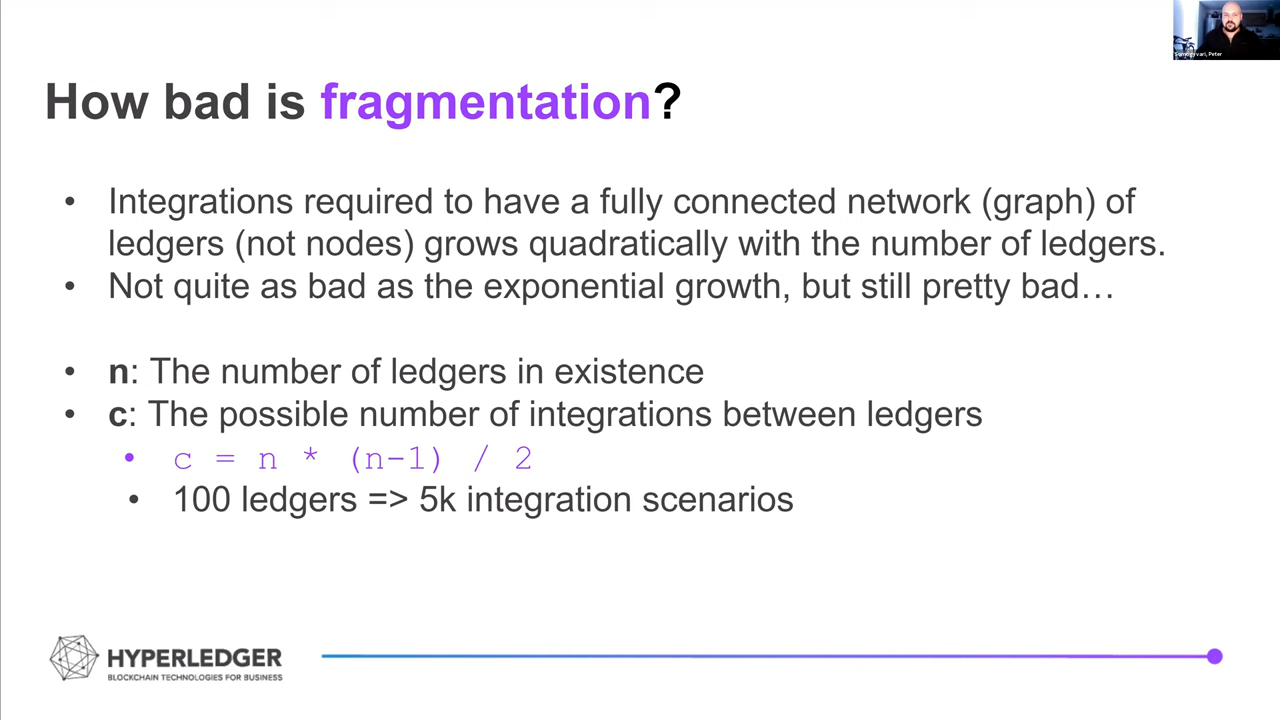 How bad is fragmentation?
• Integrations required to have a fully connected network (graph) of
ledgers (not nodes) grows quadratically with the number of ledgers.
• Not quite as bad as the exponential growth, but still pretty bad…
• n: The number of ledgers in existence
• c: The possible number of integrations between ledgers
• c = n * (n-1) / 2
• 100 ledgers => 5k integration scenarios
HYPERLEDGER
BLOCKCHAIN TECHNOLOGIES FOR BUSINESS
Peter